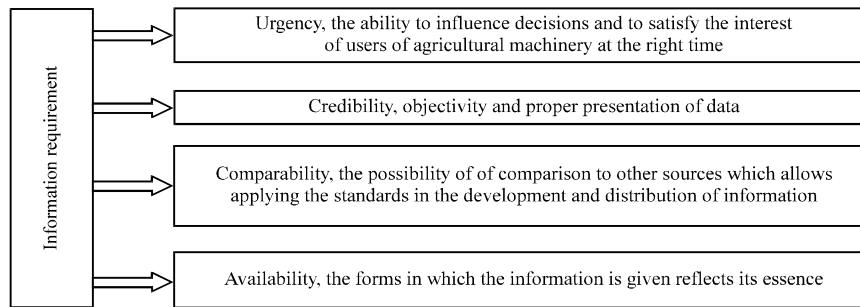 Information requirement
Urgency, the ability to influence decisions and to satisfy the interest
of users of agricultural machinery at the right time
Credibility, objectivity and proper presentation of data
Comparability, the possibility of of comparison to other sources which allows
applying the standards in the development and distribution of information
Availability, the forms in which the information is given reflects its essence